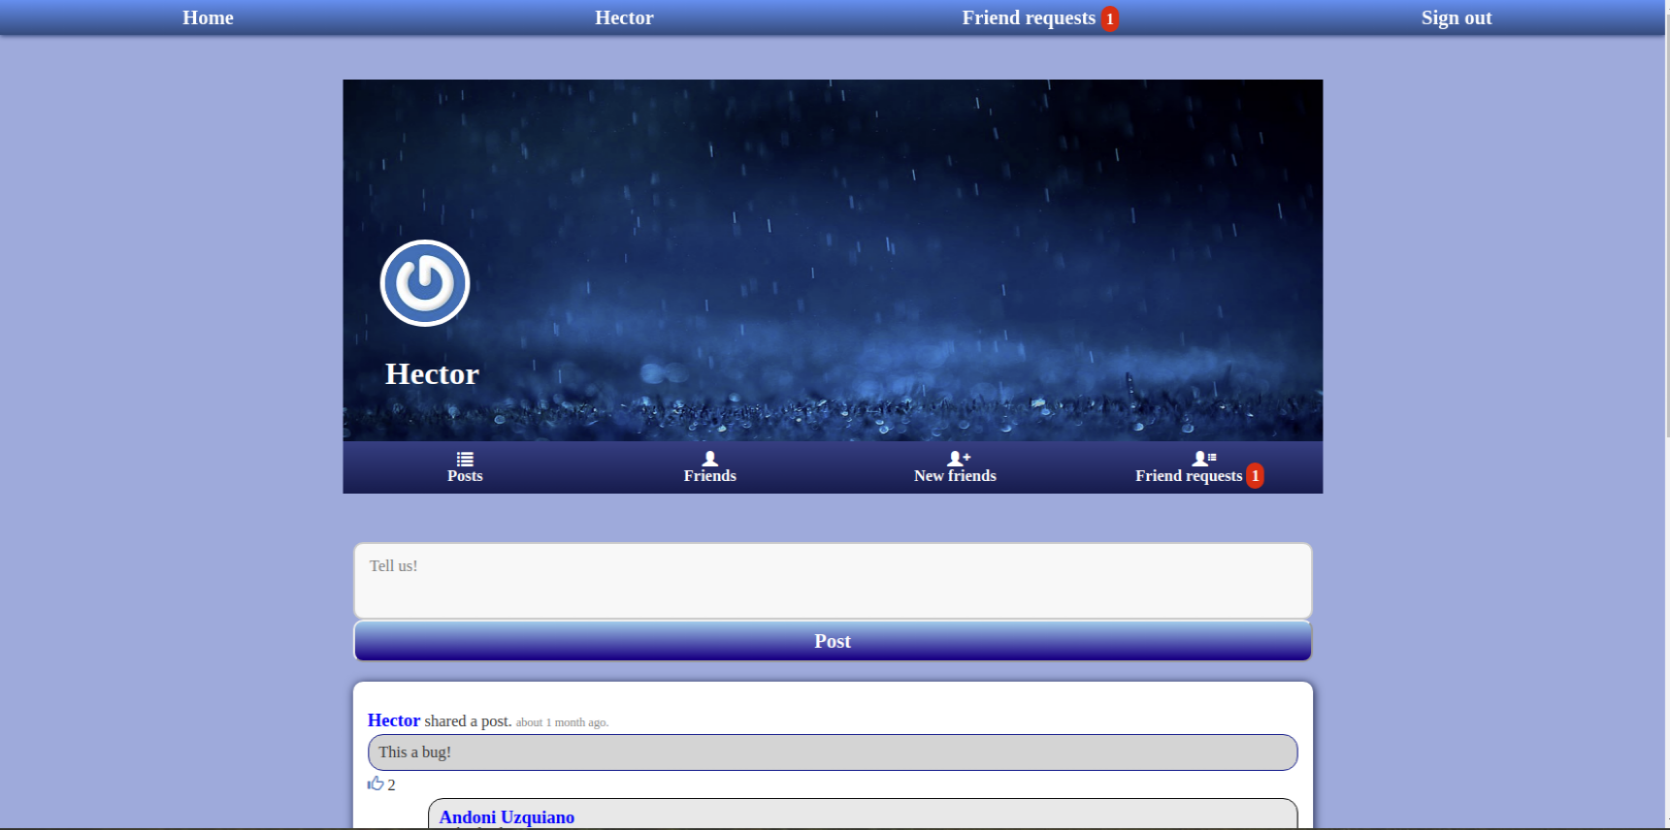 Home Hector Friend requests 1 Sign out
Hector
Posts Friends New friends Friend requests 1
Tell us!
Post
Hector shared a post. about 1 month ago.
This a bug!
2
Andoni Uzquiano